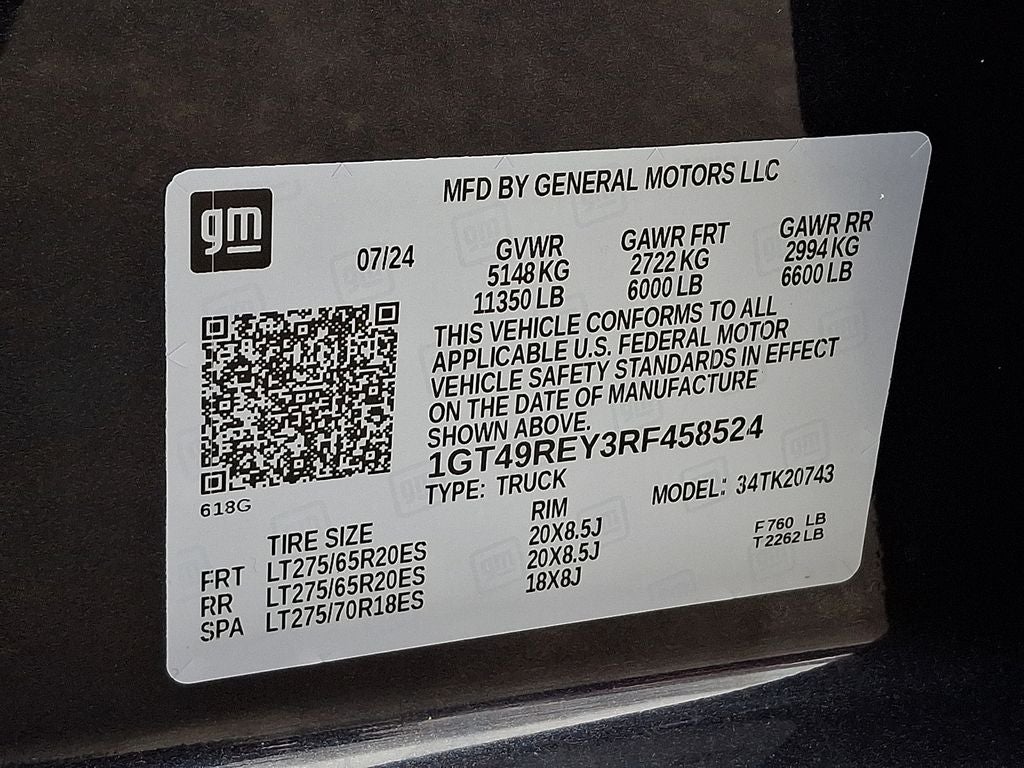 gm
MFD BY GENERAL MOTORS LLC
07/24
GVWR GAWR FRT GAWR RR
5148 KG 2722 KG 2994 KG
11350 LB 6000 LB 6600 LB
THIS VEHICLE CONFORMS TO ALL
APPLICABLE U.S. FEDERAL MOTOR
VEHICLE SAFETY STANDARDS IN EFFECT
ON THE DATE OF MANUFACTURE
SHOWN ABOVE.
1GT49REY3RF458524
TYPE: TRUCK MODEL: 34TK20743
618G
TIRE SIZE RIM
FRT LT275/65R20ES 20X8.5J F 760 LB
RR LT275/65R20ES 20X8.5J T 2262 LB
SPA LT275/70R18ES 18X8J